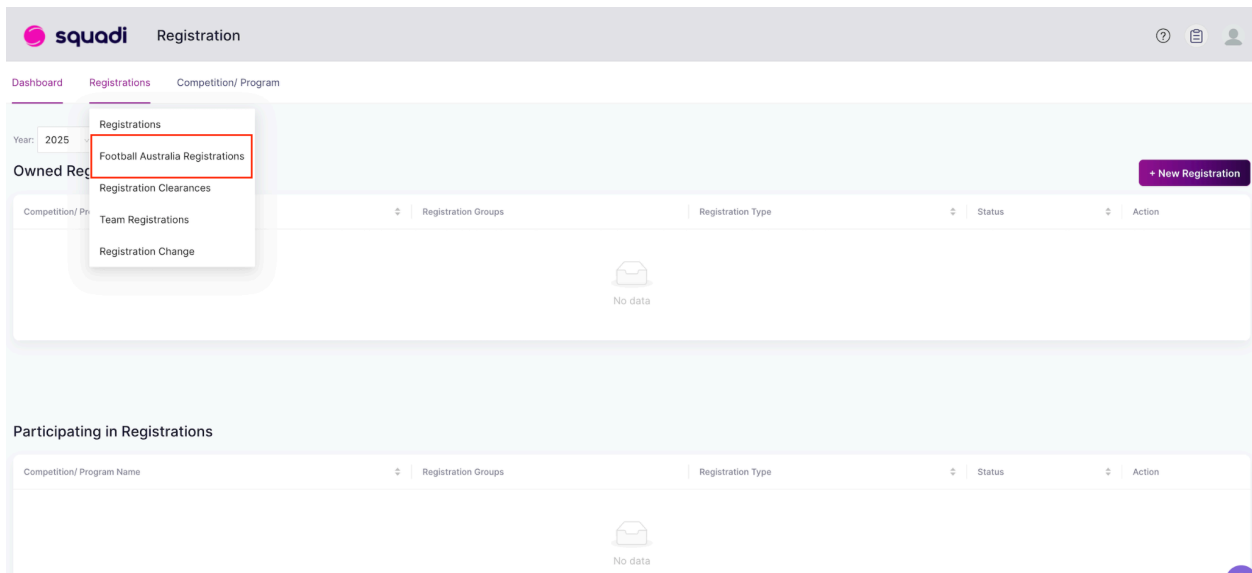 squadi Registration
Dashboard Registrations Competition/ Program
Registrations
Year: 2025
Football Australia Registrations
Owned Reg
+ New Registration
Registration Clearances
Competition/ Pr Registration Groups Registration Type Status Action
Team Registrations
Registration Change
No data
Participating in Registrations
Competition/ Program Name Registration Groups Registration Type Status Action
No data